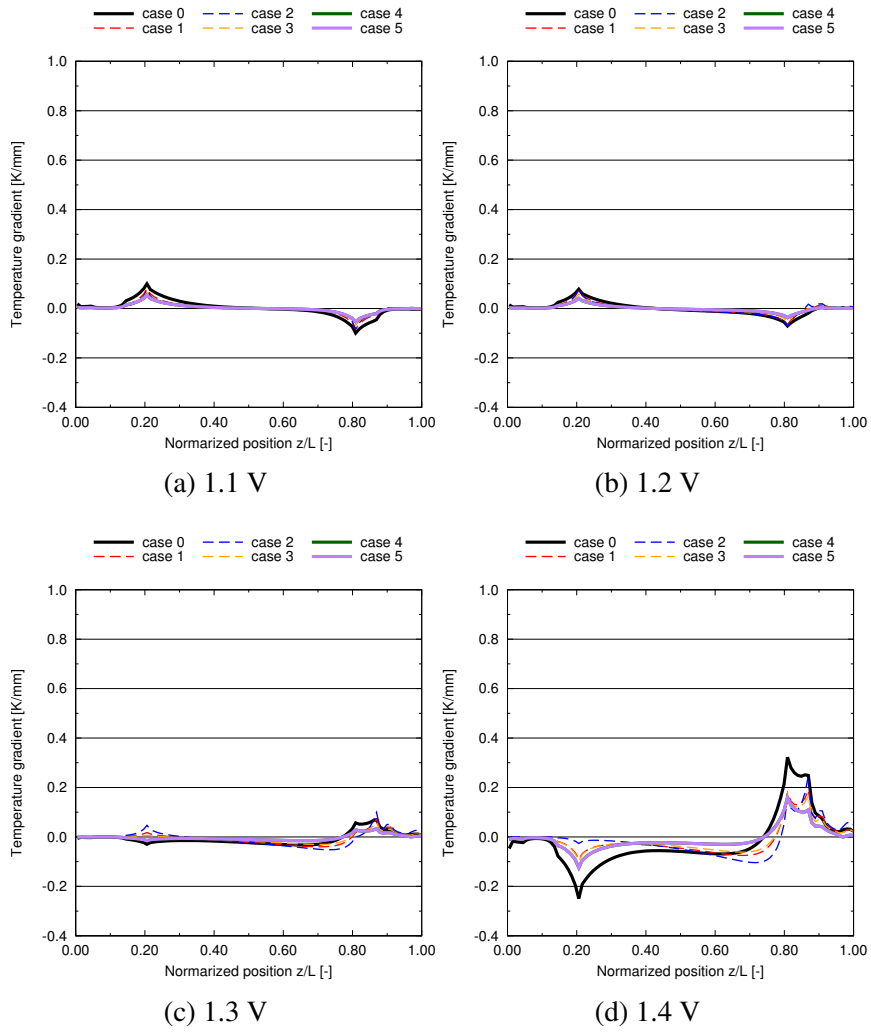 case 0 case 2 case 4
case 1 case 3 case 5
1.0
0.8
0.6
0.4
0.2
0.0
-0.2
-0.4
Temperature gradient [K/mm]
0.00 0.20 0.40 0.60 0.80 1.00
Normarized position z/L [-]
(a) 1.1 V
case 0 case 2 case 4
case 1 case 3 case 5
1.0
0.8
0.6
0.4
0.2
0.0
-0.2
-0.4
Temperature gradient [K/mm]
0.00 0.20 0.40 0.60 0.80 1.00
Normarized position z/L [-]
(b) 1.2 V
case 0 case 2 case 4
case 1 case 3 case 5
1.0
0.8
0.6
0.4
0.2
0.0
-0.2
-0.4
Temperature gradient [K/mm]
0.00 0.20 0.40 0.60 0.80 1.00
Normarized position z/L [-]
(c) 1.3 V
case 0 case 2 case 4
case 1 case 3 case 5
1.0
0.8
0.6
0.4
0.2
0.0
-0.2
-0.4
Temperature gradient [K/mm]
0.00 0.20 0.40 0.60 0.80 1.00
Normarized position z/L [-]
(d) 1.4 V